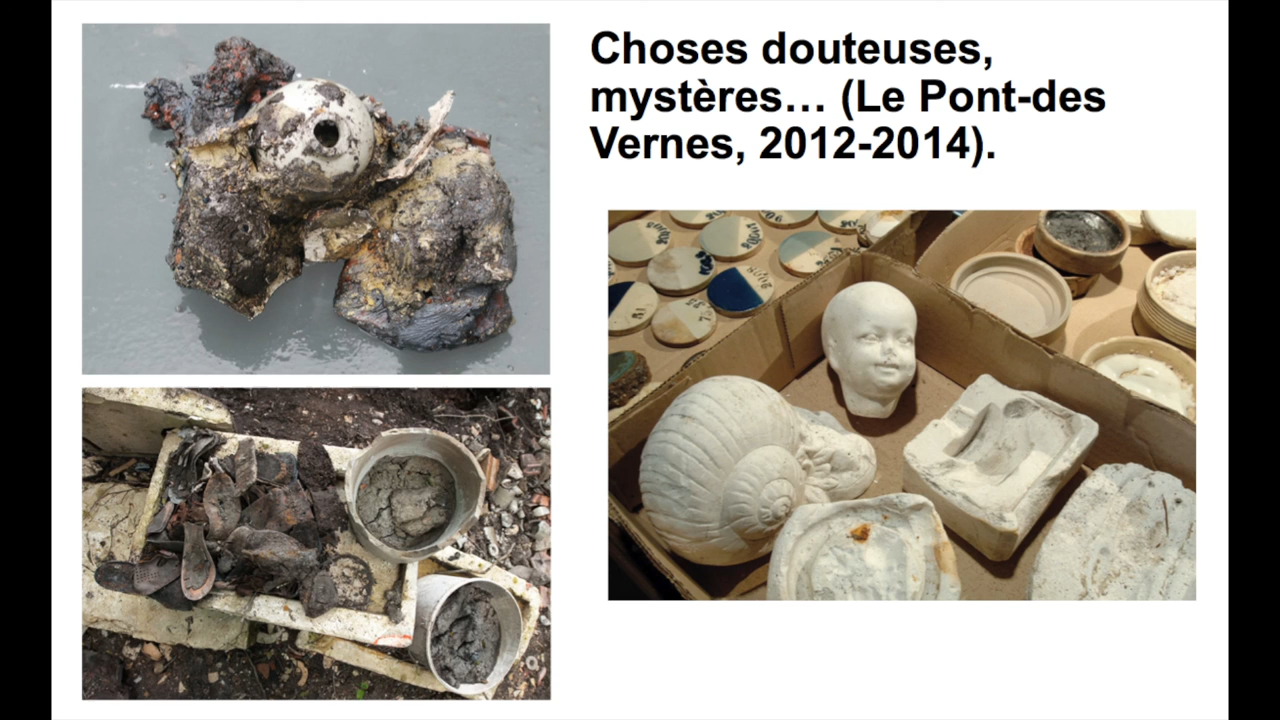 Choses douteuses,
mystères… (Le Pont-des
Vernes, 2012-2014).